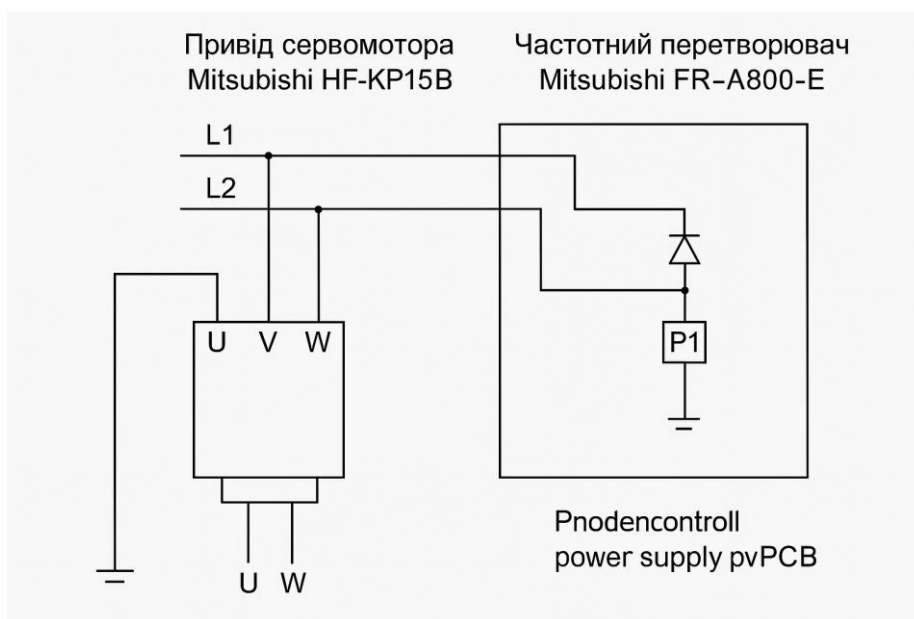 Привід сервомотора
Mitsubishi HF-KP15B
Частотний перетворювач
Mitsubishi FR-A800-E
L1
L2
U V W
P1
U W
Pnodencontroll
power supply pvPCB